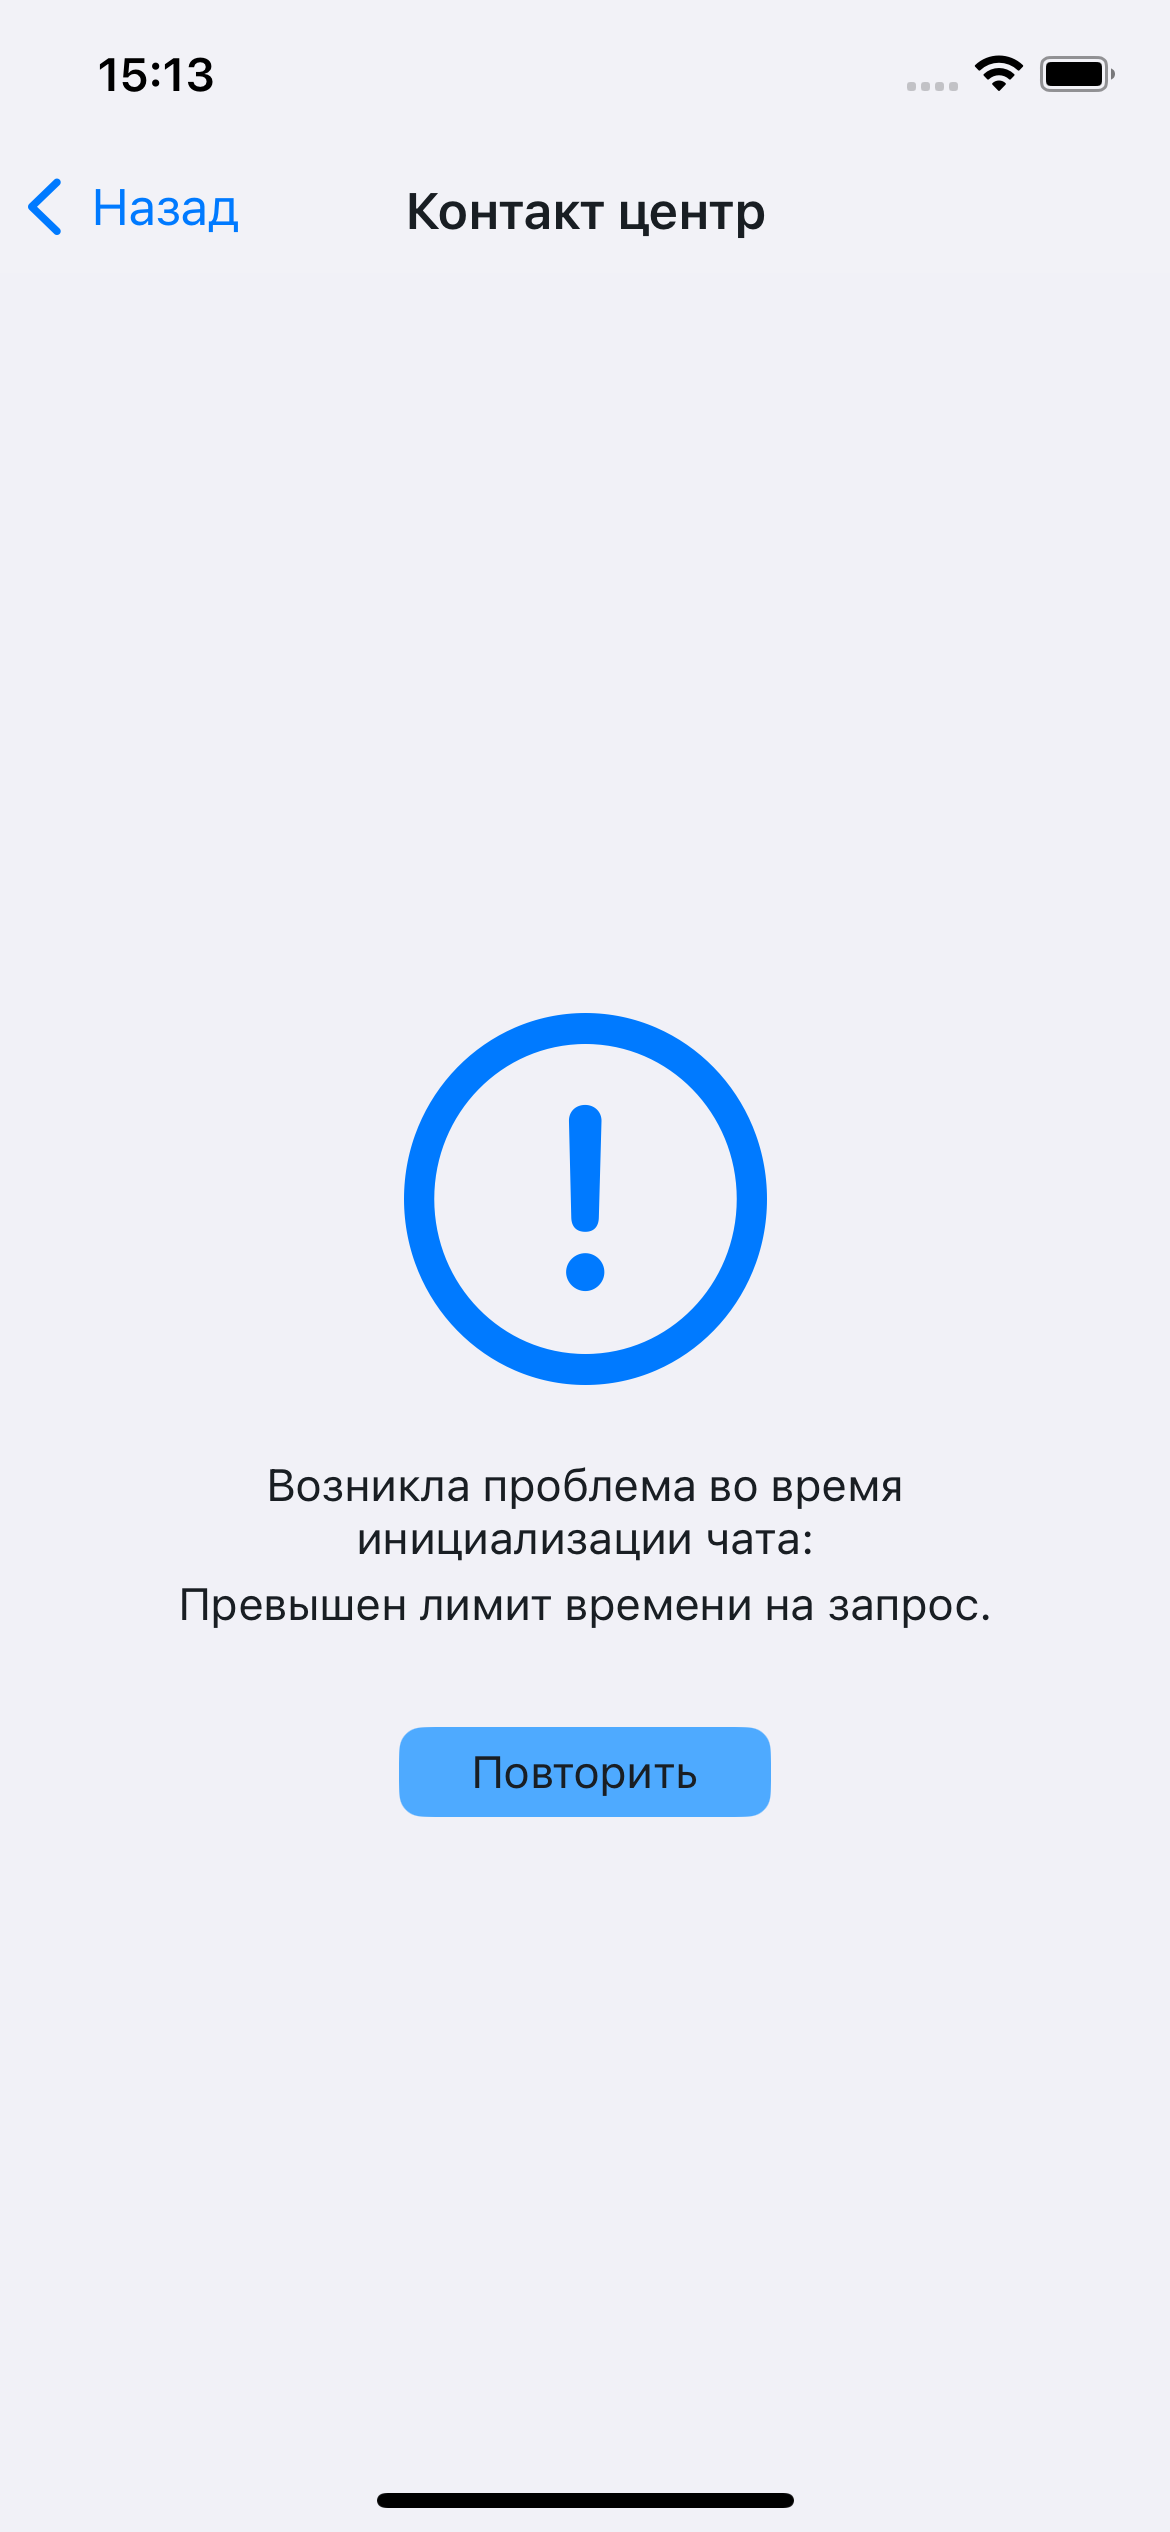 15:13
Назад
Контакт центр
Возникла проблема во время
инициализации чата:
Превышен лимит времени на запрос.
Повторить